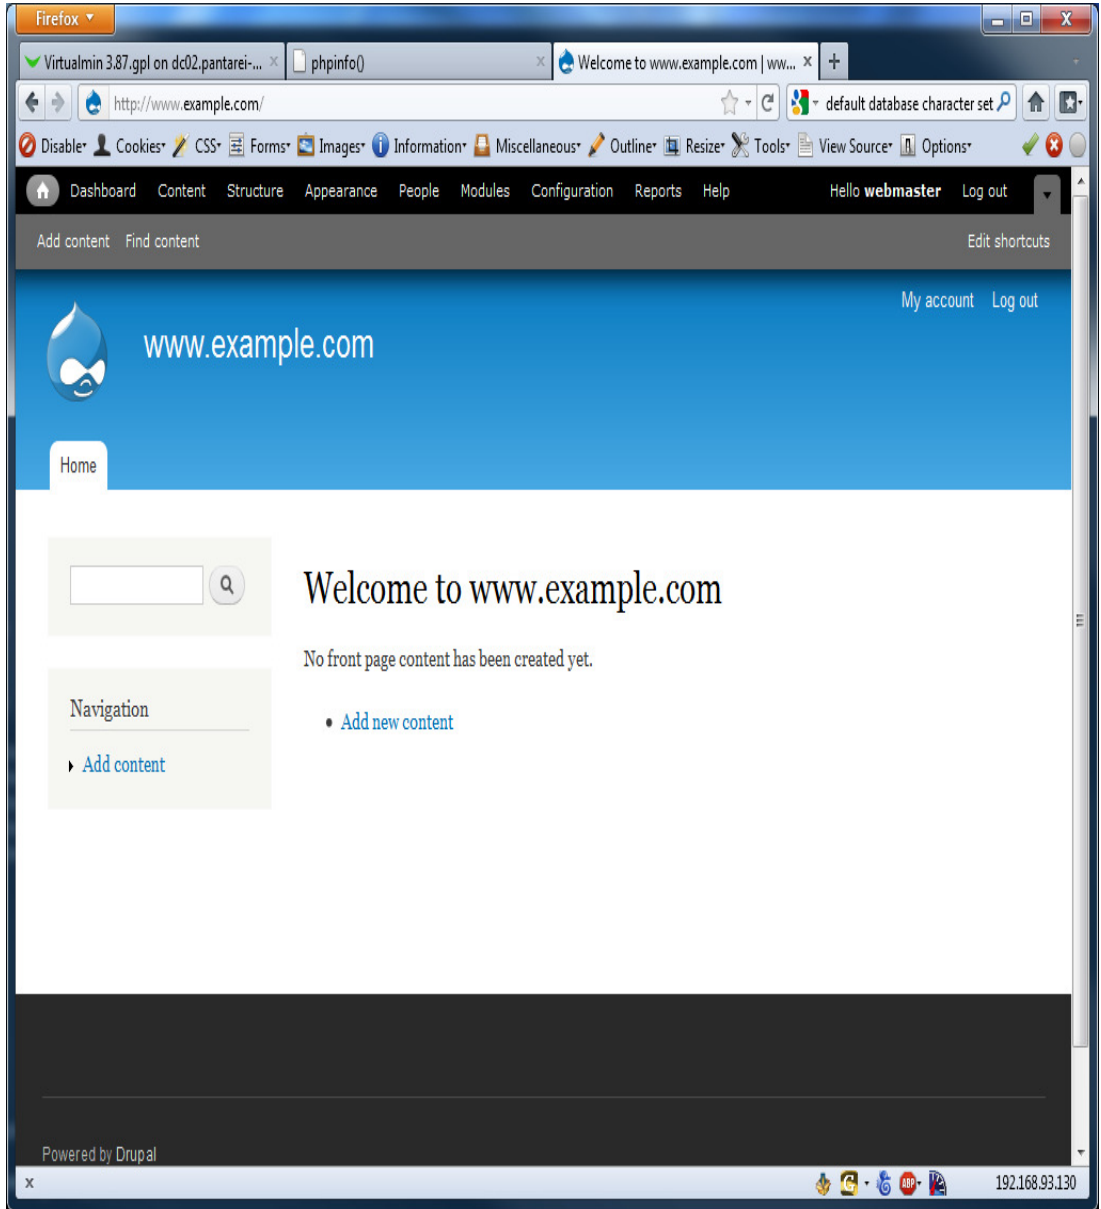 Firefox
Virtualmin 3.87.gpl on dc02.pantarei-... × phpinfo() × Welcome to www.example.com | ww... × +
http://www.example.com/ default database character set
Disable Cookies CSS Forms Images Information Miscellaneous Outline Resize Tools View Source Options
Dashboard Content Structure Appearance People Modules Configuration Reports Help Hello webmaster Log out
Add content Find content Edit shortcuts
My account Log out
www.example.com
Home
Welcome to www.example.com
No front page content has been created yet.
Navigation
Add new content
Add content
Powered by Drupal
x ABP 192.168.93.130